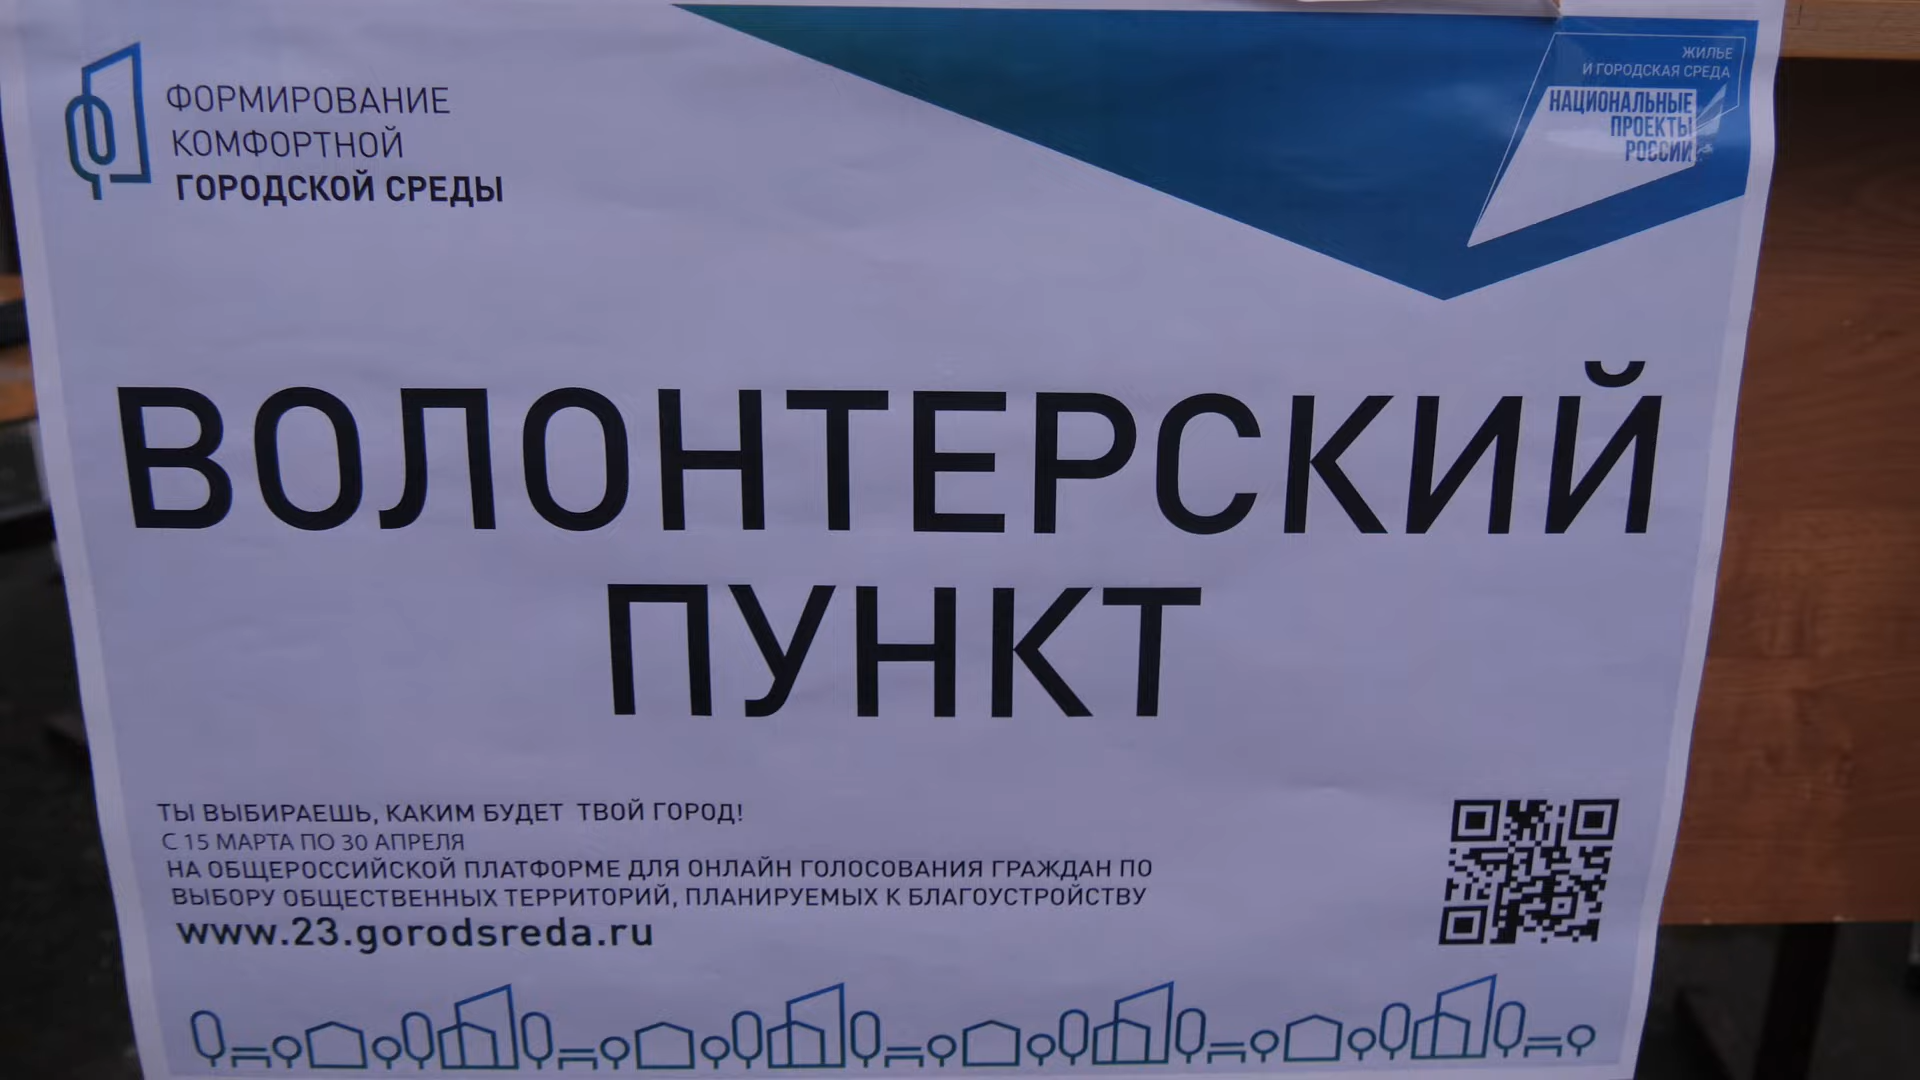 ФОРМИРОВАНИЕ
КОМФОРТНОЙ
ГОРОДСКОЙ СРЕДЫ
ЖИЛЬЕ
И ГОРОДСКАЯ СРЕДА
НАЦИОНАЛЬНЫЕ
ПРОЕКТЫ
РОССИИ
ВОЛОНТЕРСКИЙ
ПУНКТ
ТЫ ВЫБИРАЕШЬ, КАКИМ БУДЕТ ТВОЙ ГОРОД!
С 15 МАРТА ПО 30 АПРЕЛЯ
НА ОБЩЕРОССИЙСКОЙ ПЛАТФОРМЕ ДЛЯ ОНЛАЙН ГОЛОСОВАНИЯ ГРАЖДАН ПО
ВЫБОРУ ОБЩЕСТВЕННЫХ ТЕРРИТОРИЙ, ПЛАНИРУЕМЫХ К БЛАГОУСТРОЙСТВУ
www.23.gorodsreda.ru